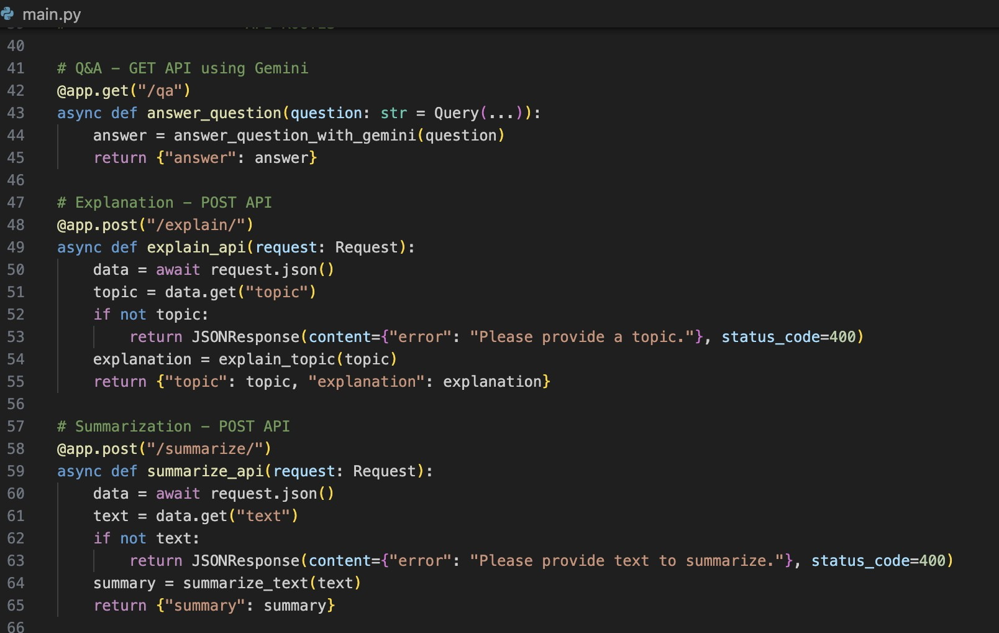 main.py
40
41 # Q&A - GET API using Gemini
42 @app.get("/qa")
43 async def answer_question(question: str = Query(...)):
44     answer = answer_question_with_gemini(question)
45     return {"answer": answer}
46
47 # Explanation - POST API
48 @app.post("/explain/")
49 async def explain_api(request: Request):
50     data = await request.json()
51     topic = data.get("topic")
52     if not topic:
53         return JSONResponse(content={"error": "Please provide a topic."}, status_code=400)
54     explanation = explain_topic(topic)
55     return {"topic": topic, "explanation": explanation}
56
57 # Summarization - POST API
58 @app.post("/summarize/")
59 async def summarize_api(request: Request):
60     data = await request.json()
61     text = data.get("text")
62     if not text:
63         return JSONResponse(content={"error": "Please provide text to summarize."}, status_code=400)
64     summary = summarize_text(text)
65     return {"summary": summary}
66